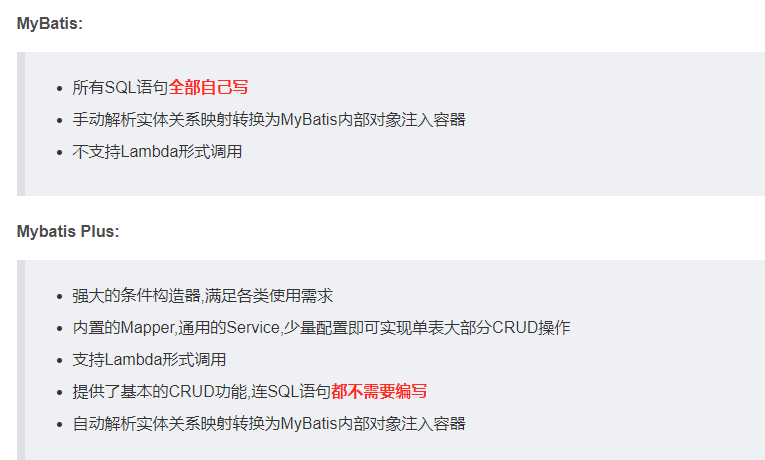 MyBatis:
所有SQL语句全部自己写
手动解析实体关系映射转换为MyBatis内部对象注入容器
不支持Lambda形式调用
Mybatis Plus:
强大的条件构造器,满足各类使用需求
内置的Mapper,通用的Service,少量配置即可实现单表大部分CRUD操作
支持Lambda形式调用
提供了基本的CRUD功能,连SQL语句都不需要编写
自动解析实体关系映射转换为MyBatis内部对象注入容器